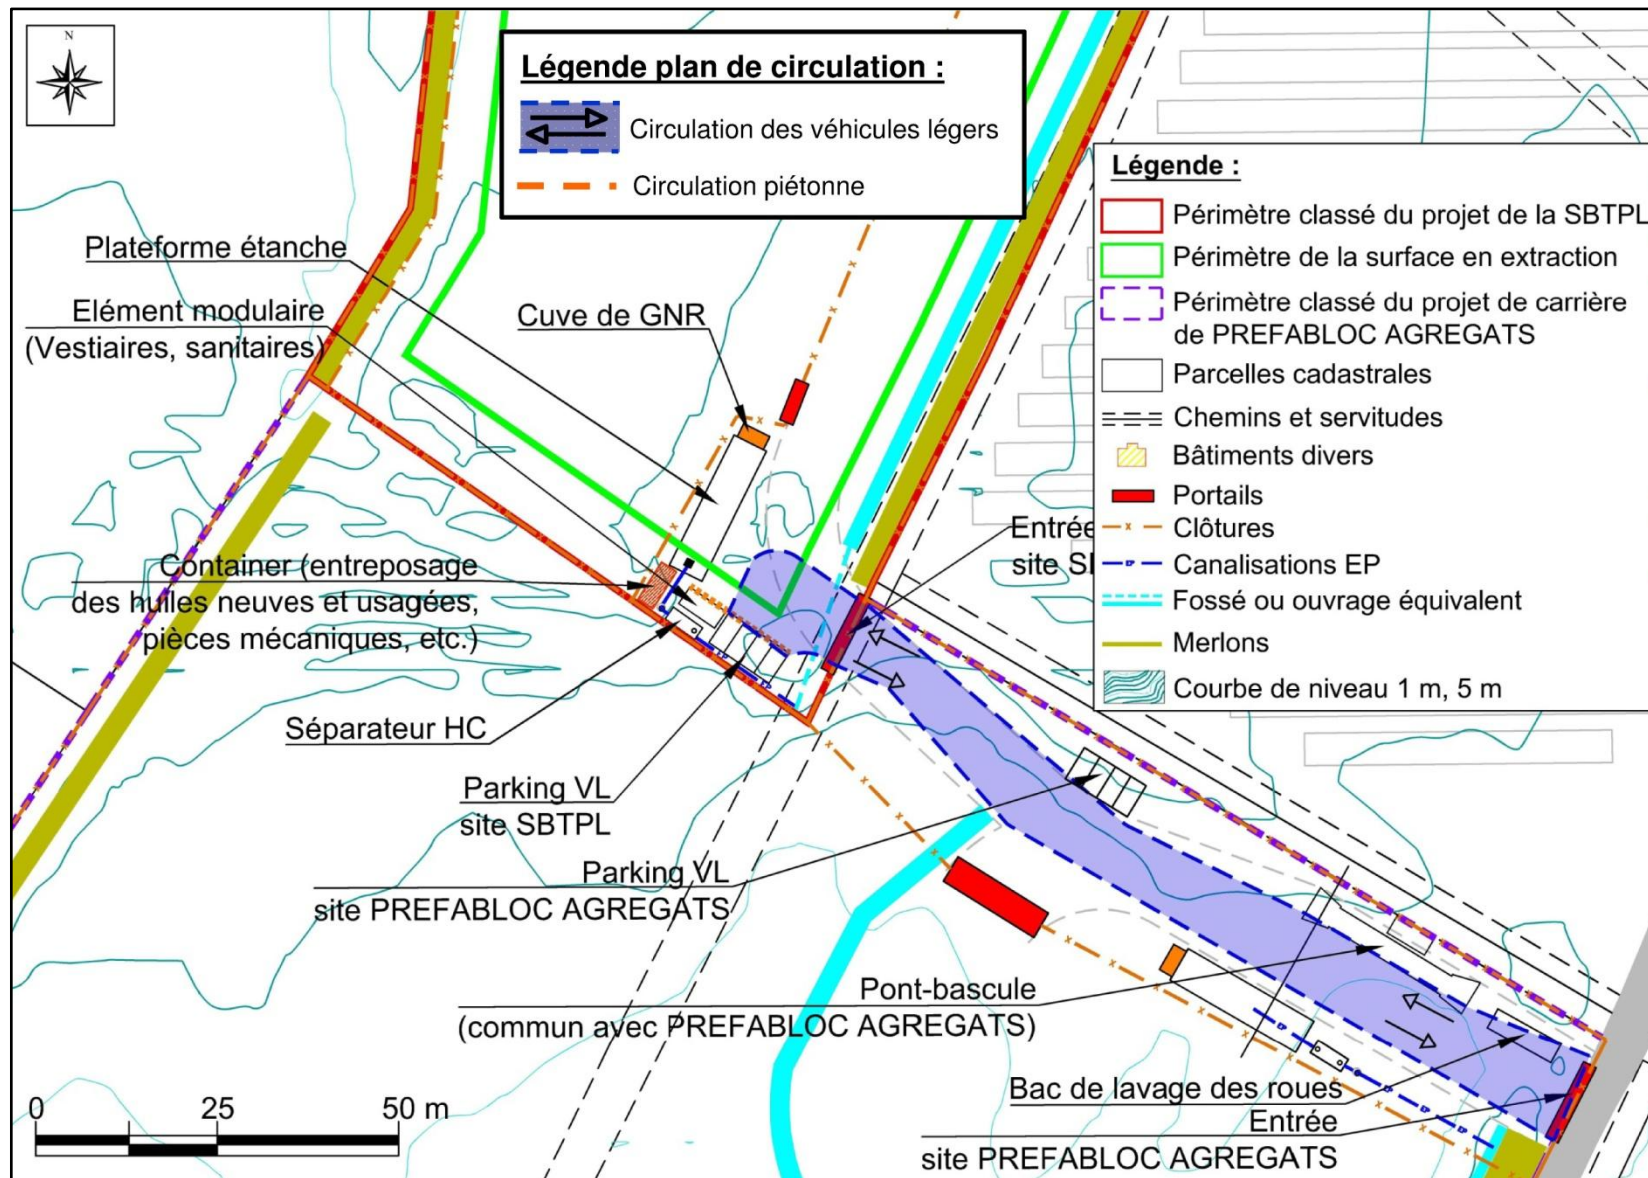 N
Légende plan de circulation :
Circulation des véhicules légers
Circulation piétonne
Légende :
Périmètre classé du projet de la SBTPL
Périmètre de la surface en extraction
Périmètre classé du projet de carrière
de PREFABLOC AGREGATS
Parcelles cadastrales
Chemins et servitudes
Bâtiments divers
Portails
Clôtures
Canalisations EP
Fossé ou ouvrage équivalent
Merlons
Courbe de niveau 1 m, 5 m
Plateforme étanche
Elément modulaire
(Vestiaires, sanitaires)
Cuve de GNR
Entrée
site
Container (entreposage
des huiles neuves et usagées,
pièces mécaniques, etc.)
Séparateur HC
Parking VL
site SBTPL
Parking VL
site PREFABLOC AGREGATS
Pont-bascule
(commun avec PREFABLOC AGREGATS)
Bac de lavage des roues
Entrée
site PREFABLOC AGREGATS
0 25 50 m